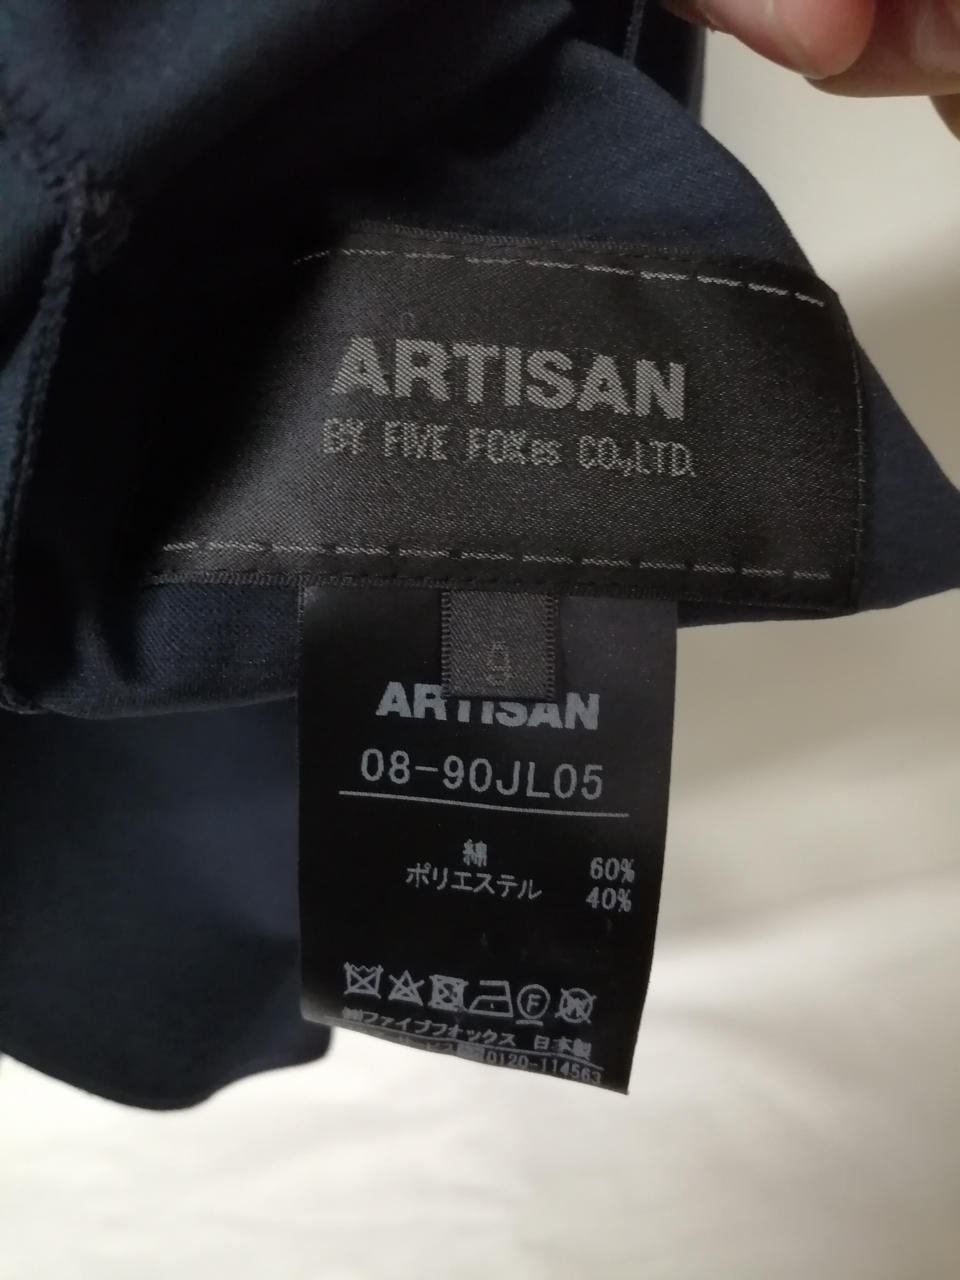 ARTISAN
BY FIVE FOXes CO.,LTD.
9
ARTISAN
08-90JL05
綿 60%
ポリエステル 40%
F
W
㈱ファイブフォックス 日本製
0120-114563